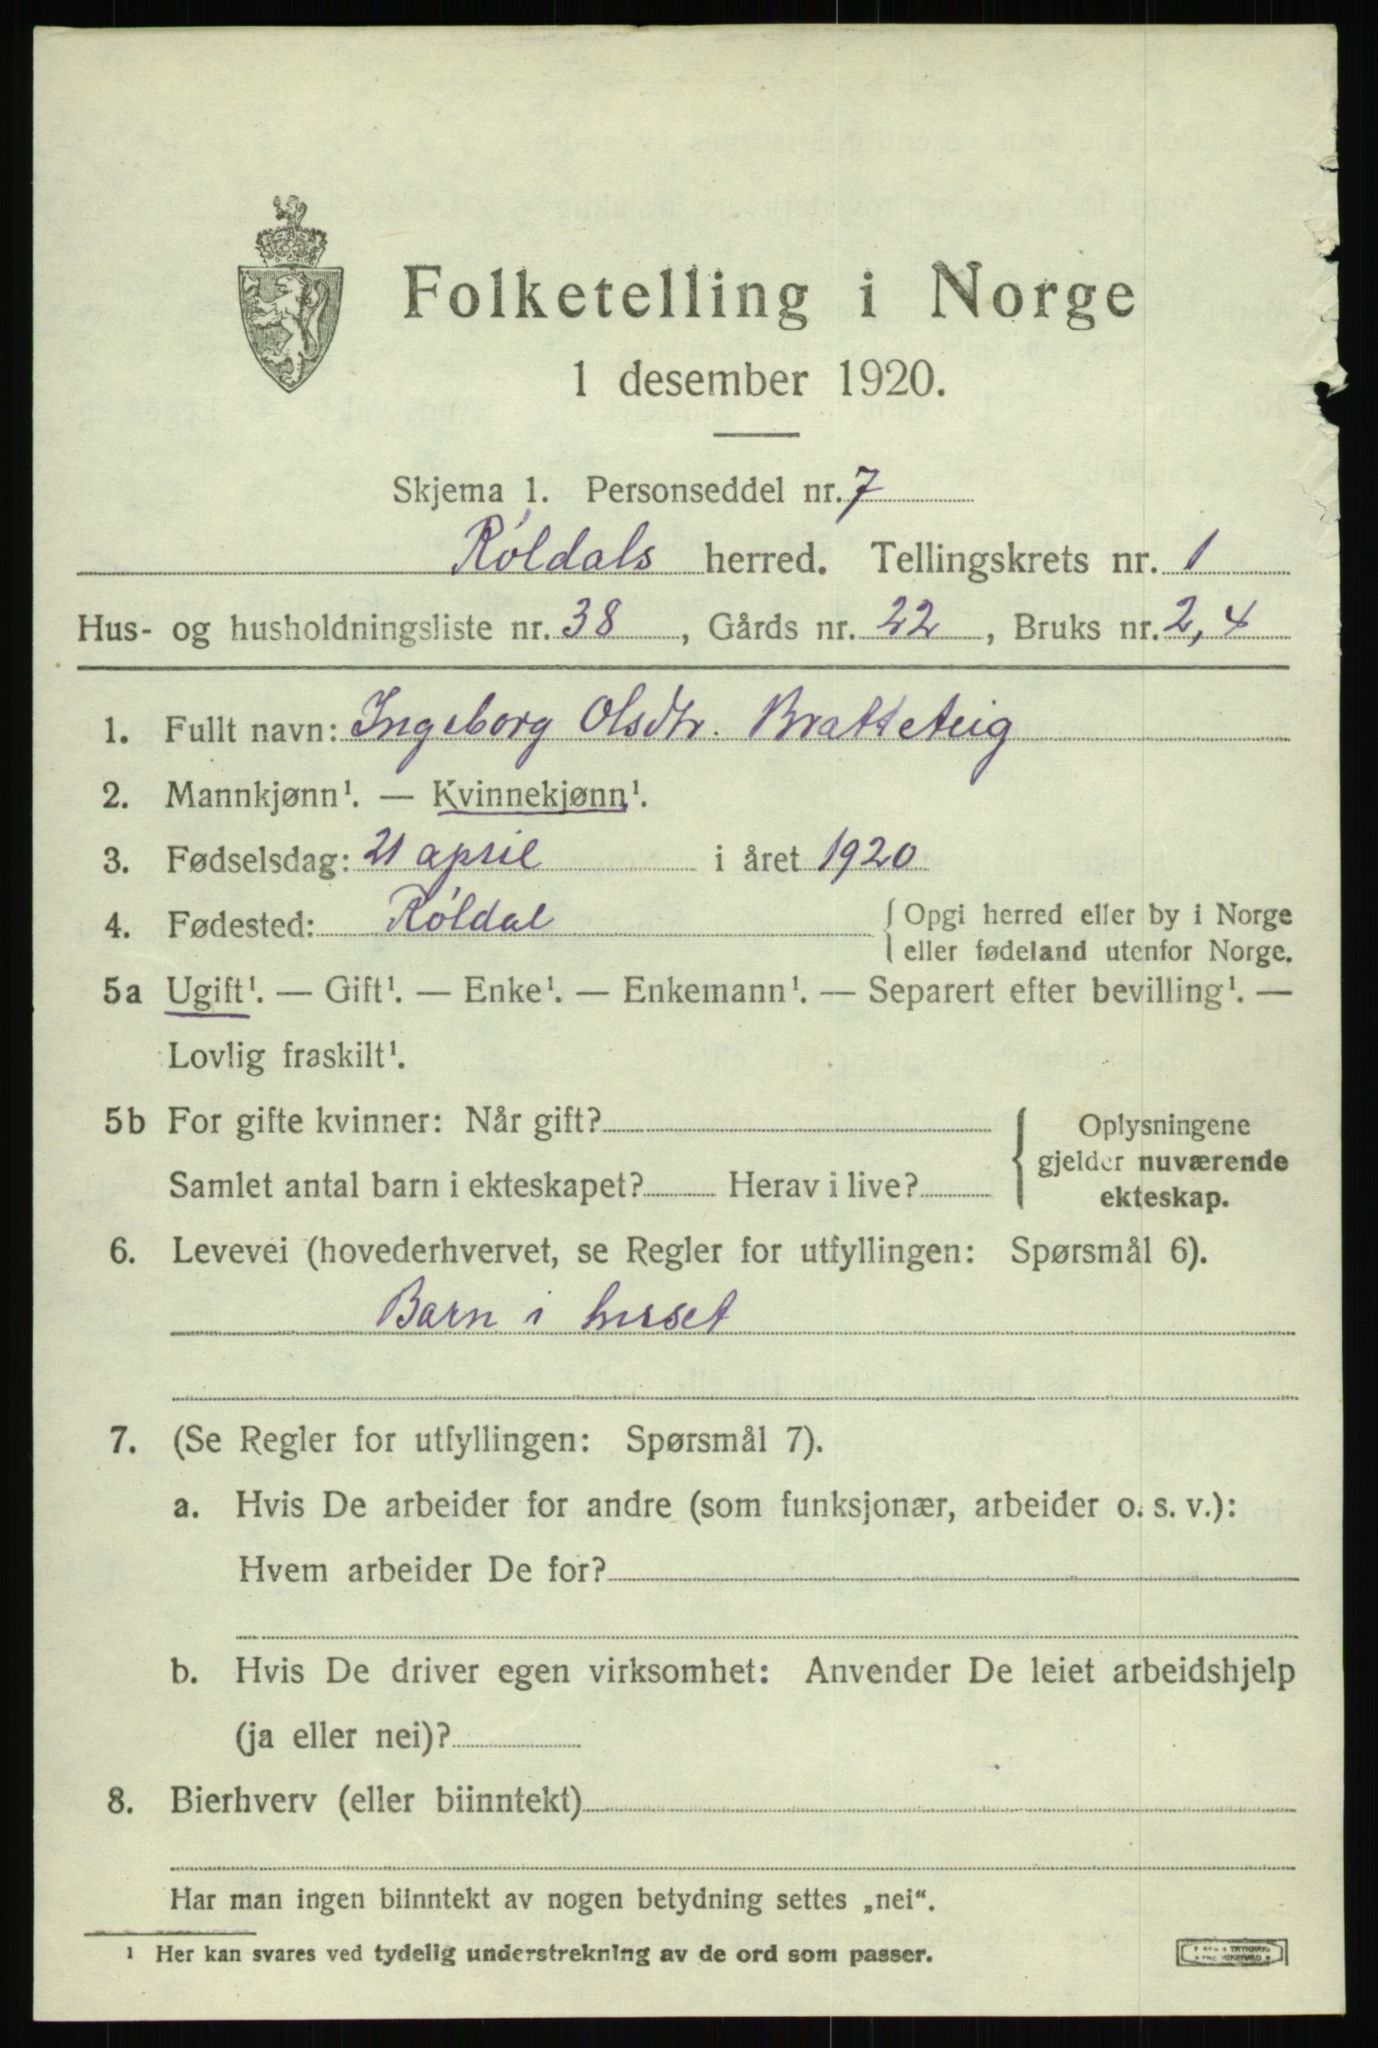 Folketelling i Norge
1 desember 1920.
Skjema 1. Personseddel nr. 7
Röldals herred. Tellingskrets nr. 1
Hus- og husholdningsliste nr. 38, Gårds nr. 22, Bruks nr. 2, 4
1. Fullt navn: Ingeborg Olsdtr. Bratteteig
2. Mannkjønn¹. — Kvinnekjønn¹.
3. Fødselsdag: 21 april i året 1920
4. Fødested: Röldal { Opgi herred eller by i Norge
eller fødeland utenfor Norge.
5a Ugift¹. — Gift¹. — Enke¹. — Enkemann¹. — Separert efter bevilling¹. —
Lovlig fraskilt¹.
5b For gifte kvinner: Når gift?
Samlet antal barn i ekteskapet? Herav i live?
{ Oplysningene
gjelder nuværende
ekteskap.
6. Levevei (hovederhvervet, se Regler for utfyllingen: Spørsmål 6).
Barn i huset
7. (Se Regler for utfyllingen: Spørsmål 7).
a. Hvis De arbeider for andre (som funksjonær, arbeider o. s. v.):
Hvem arbeider De for?
b. Hvis De driver egen virksomhet: Anvender De leiet arbeidshjelp
(ja eller nei)?
8. Bierhverv (eller biinntekt)
Har man ingen biinntekt av nogen betydning settes „nei“.
¹ Her kan svares ved tydelig understrekning av de ord som passer.